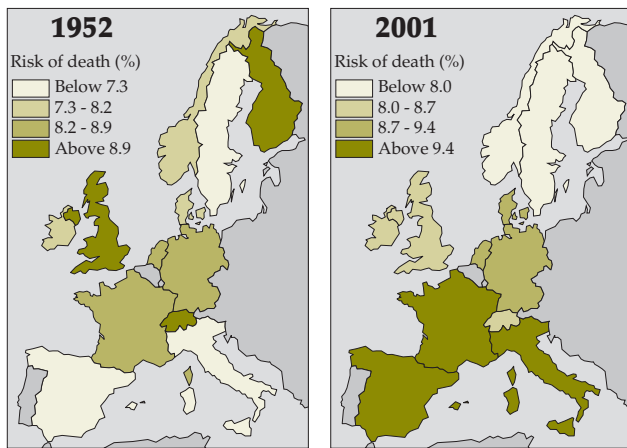 1952
Risk of death (%)
Below 7.3
7.3 - 8.2
8.2 - 8.9
Above 8.9
2001
Risk of death (%)
Below 8.0
8.0 - 8.7
8.7 - 9.4
Above 9.4